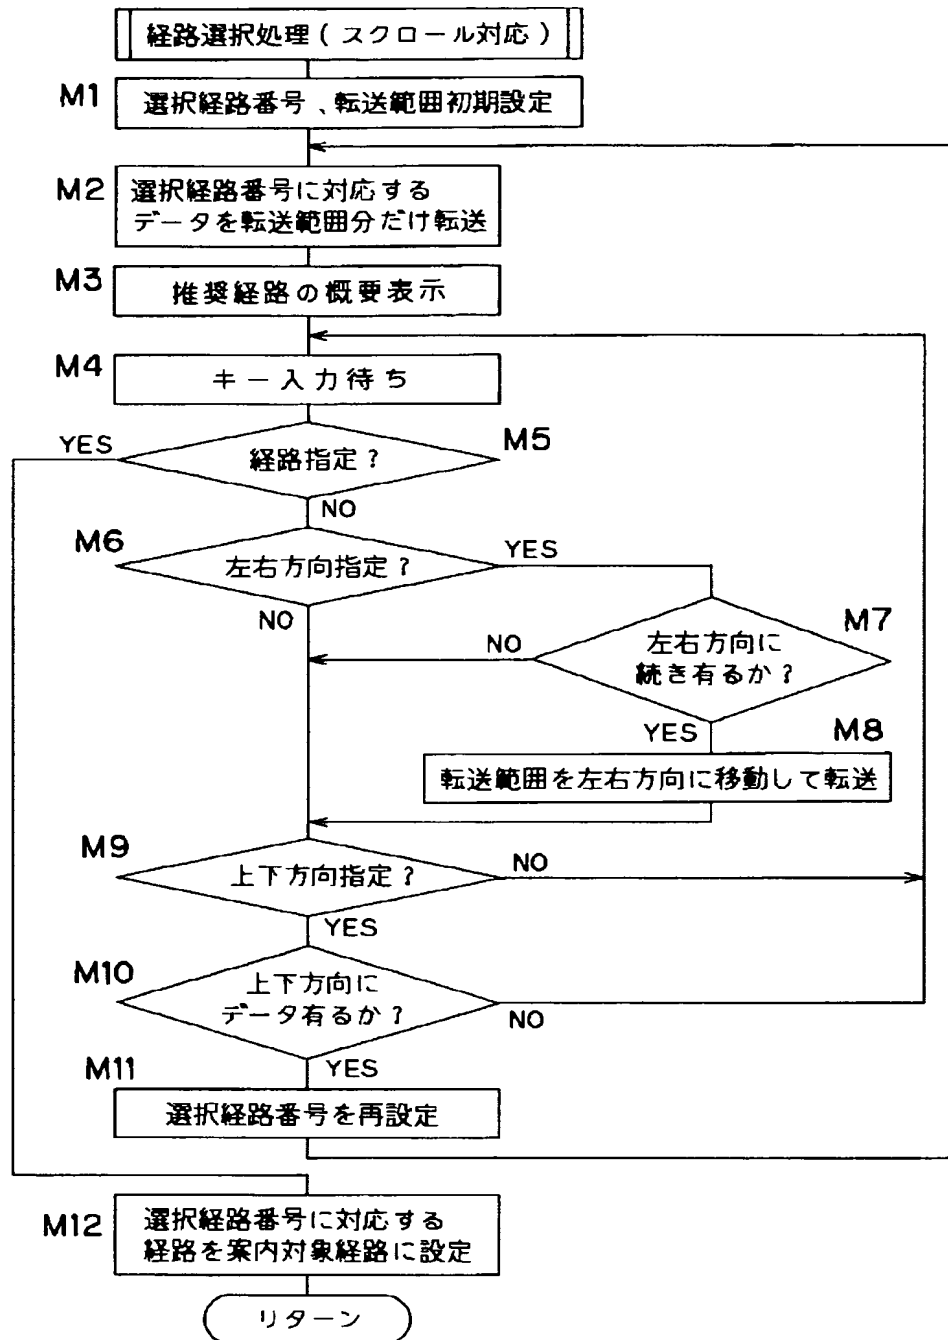 経路選択処理(スクロール対応)
M1
選択経路番号、転送範囲初期設定
M2
選択経路番号に対応する
データを転送範囲分だけ転送
M3
推奨経路の概要表示
M4
キー入力待ち
YES
経路指定?
M5
NO
M6
左右方向指定?
YES
NO
M7
NO
左右方向に
続き有るか?
YES
M8
転送範囲を左右方向に移動して転送
M9
上下方向指定?
NO
YES
M10
上下方向に
データ有るか?
NO
YES
M11
選択経路番号を再設定
M12
選択経路番号に対応する
経路を案内対象経路に設定
リターン